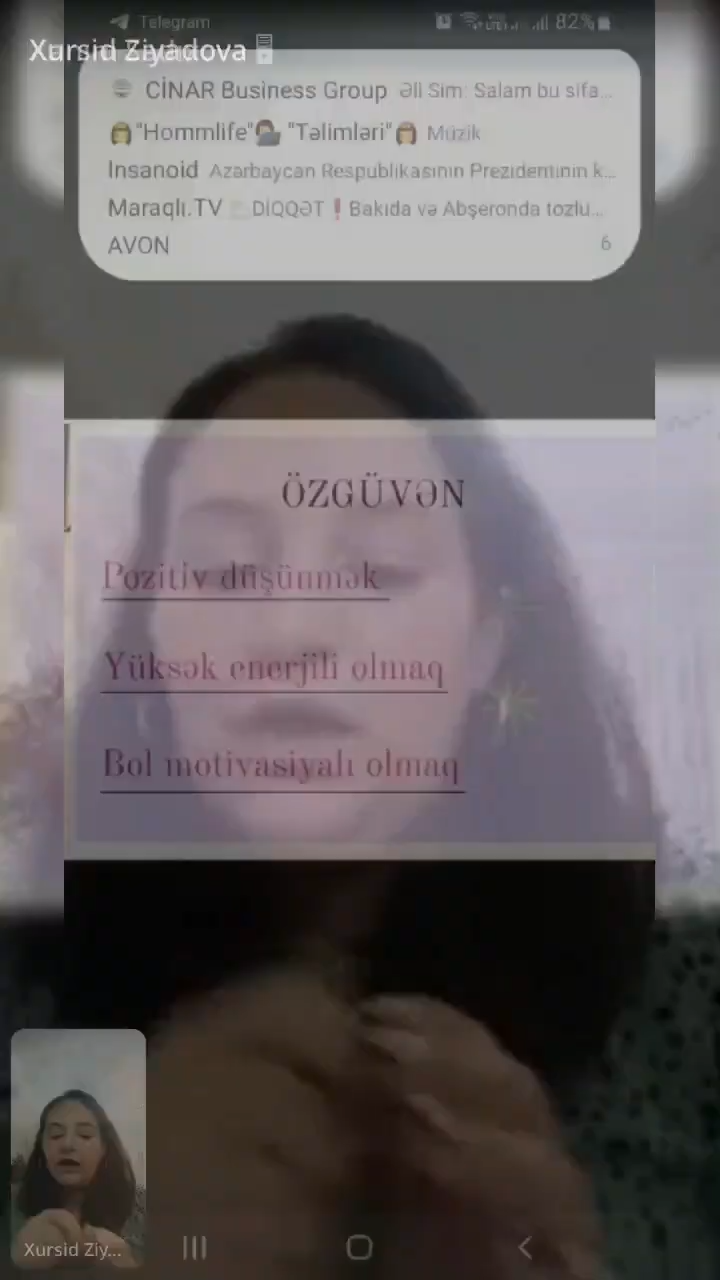 Telegram
82%
Xursid Ziyadova
CİNAR Business Group Əli Sim: Salam bu sifa...
"Hommlife" "Təlimləri" Müzik
Insanoid Azərbaycan Respublikasının Prezidentinin k...
Maraqlı.TV DİQQƏT❗Bakıda və Abşeronda tozlu...
AVON 6
ÖZGÜVƏN
Pozitiv düşünmək
Yüksək enerjili olmaq
Bol motivasiyalı olmaq
Xursid Ziy...